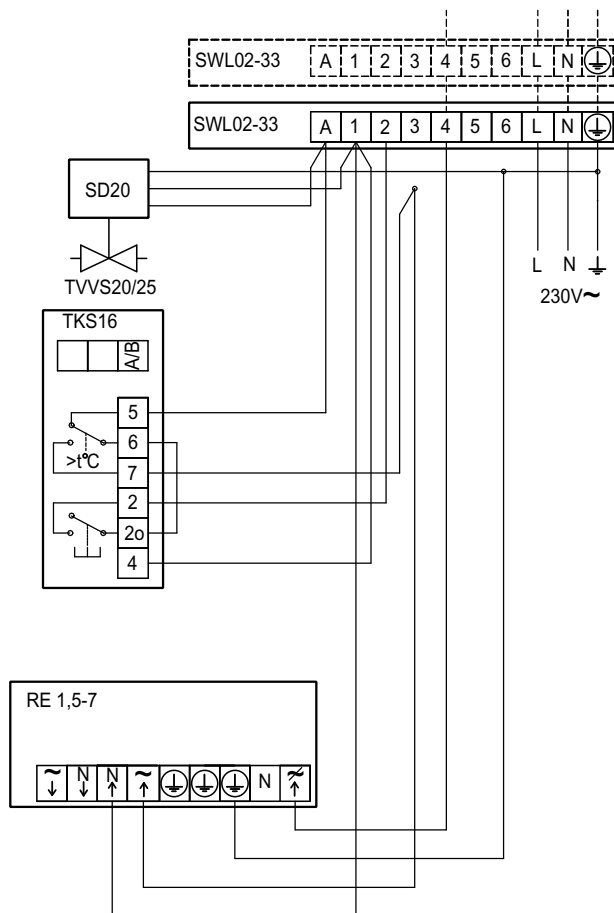 SWL02-33 A 1 2 3 4 5 6 L N
SWL02-33 A 1 2 3 4 5 6 L N
SD20
TVVS20/25
L N
230V~
TKS16
A/B
5
6
>t°C
7
2
2o
4
RE 1,5-7
~ N N ~ N ~
↓ ↓ ↑ ↑ ↑